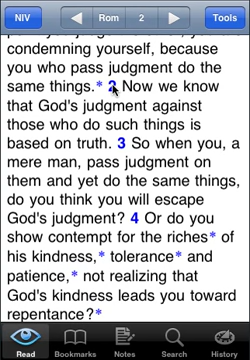 NIV Rom 2 Tools
condemning yourself, because
you who pass judgment do the
same things.* 2 Now we know
that God's judgment against
those who do such things is
based on truth. 3 So when you, a
mere man, pass judgment on
them and yet do the same things,
do you think you will escape
God's judgment? 4 Or do you
show contempt for the riches* of
his kindness,* tolerance* and
patience,* not realizing that
God's kindness leads you toward
repentance?*
Read Bookmarks Notes Search History